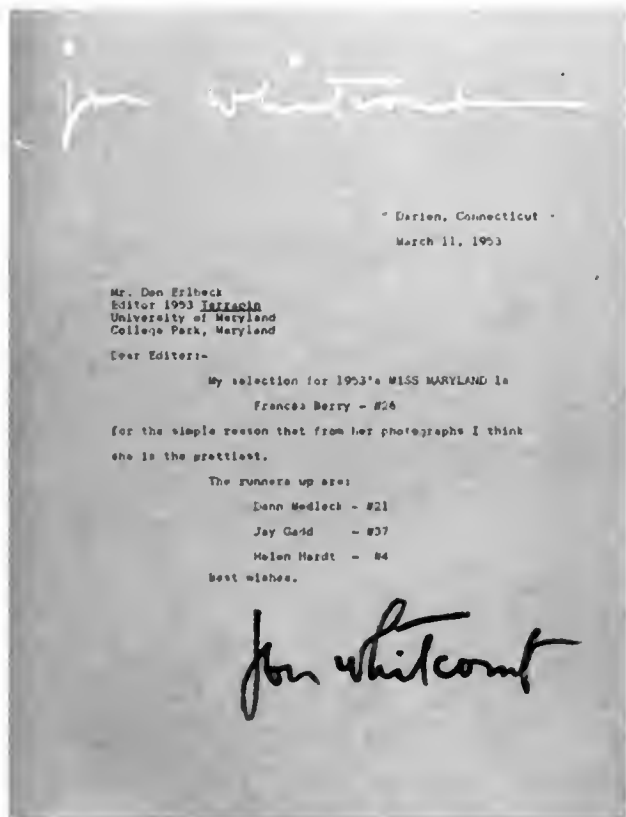 jon whitcomb
Darien, Connecticut
March 11, 1953
Mr. Don Erlbeck
Editor 1953 Terrapin
University of Maryland
College Park, Maryland
Dear Editor:-
My selection for 1953's MISS MARYLAND is
Frances Berry - #26
for the simple reason that from her photographs I think
she is the prettiest.
The runners up are:
Dann Medlock - #21
Jay Gadd - #37
Helen Hardt - #4
Best wishes,
Jon Whitcomb